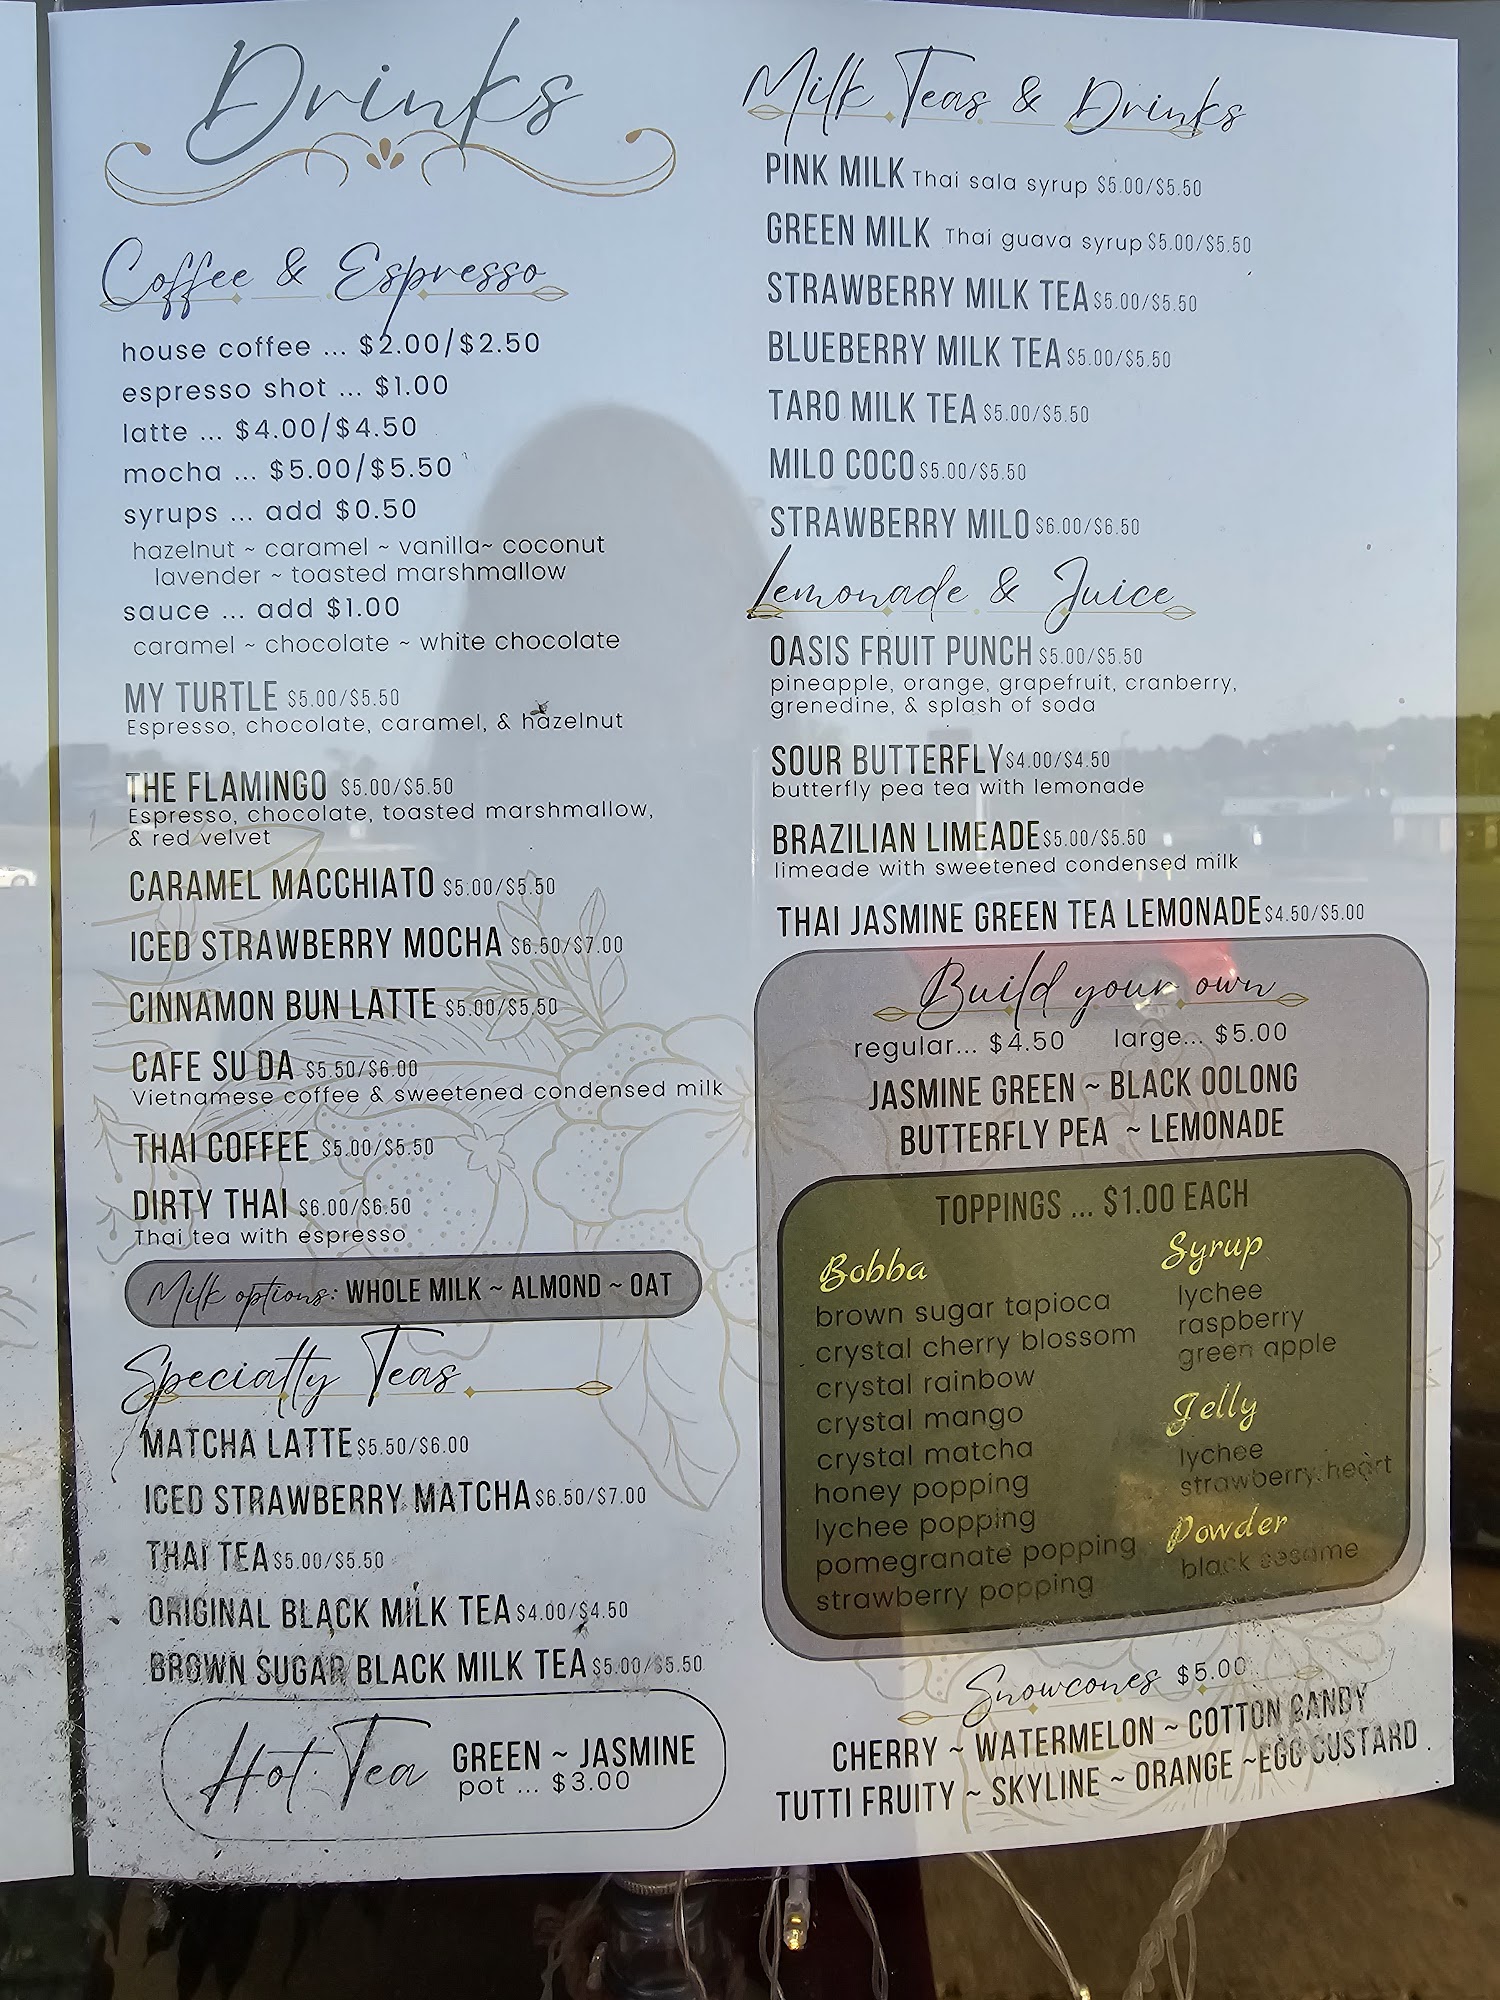 Drinks
Coffee & Espresso
house coffee ... $2.00/$2.50
espresso shot ... $1.00
latte ... $4.00/$4.50
mocha ... $5.00/$5.50
syrups ... add $0.50
hazelnut ~ caramel ~ vanilla~ coconut
lavender ~ toasted marshmallow
sauce ... add $1.00
caramel ~ chocolate ~ white chocolate
MY TURTLE $5.00/$5.50
Espresso, chocolate, caramel, & hazelnut
THE FLAMINGO $5.00/$5.50
Espresso, chocolate, toasted marshmallow,
& red velvet
CARAMEL MACCHIATO $5.00/$5.50
ICED STRAWBERRY MOCHA $6.50/$7.00
CINNAMON BUN LATTE $5.00/$5.50
CAFE SU DA $5.50/$6.00
Vietnamese coffee & sweetened condensed milk
THAI COFFEE $5.00/$5.50
DIRTY THAI $6.00/$6.50
Thai tea with espresso
Milk options: WHOLE MILK ~ ALMOND ~ OAT
Specialty Teas
MATCHA LATTE $5.50/$6.00
ICED STRAWBERRY MATCHA $6.50/$7.00
THAI TEA $5.00/$5.50
ORIGINAL BLACK MILK TEA $4.00/$4.50
BROWN SUGAR BLACK MILK TEA $5.00/$5.50
Hot Tea GREEN ~ JASMINE
pot ... $3.00
Milk Teas & Drinks
PINK MILK Thai sala syrup $5.00/$5.50
GREEN MILK Thai guava syrup $5.00/$5.50
STRAWBERRY MILK TEA $5.00/$5.50
BLUEBERRY MILK TEA $5.00/$5.50
TARO MILK TEA $5.00/$5.50
MILO COCO $5.00/$5.50
STRAWBERRY MILO $6.00/$6.50
Lemonade & Juice
OASIS FRUIT PUNCH $5.00/$5.50
pineapple, orange, grapefruit, cranberry,
grenedine, & splash of soda
SOUR BUTTERFLY $4.00/$4.50
butterfly pea tea with lemonade
BRAZILIAN LIMEADE $5.00/$5.50
limeade with sweetened condensed milk
THAI JASMINE GREEN TEA LEMONADE $4.50/$5.00
Build your own
regular... $4.50 large... $5.00
JASMINE GREEN ~ BLACK OOLONG
BUTTERFLY PEA ~ LEMONADE
TOPPINGS ... $1.00 EACH
Bobba
brown sugar tapioca
crystal cherry blossom
crystal rainbow
crystal mango
crystal matcha
honey popping
lychee popping
pomegranate popping
strawberry popping
Syrup
lychee
raspberry
green apple
Jelly
lychee
strawberry heart
Powder
black sesame
Snowcones $5.00
CHERRY ~ WATERMELON ~ COTTON CANDY
TUTTI FRUITY ~ SKYLINE ~ ORANGE ~EGG CUSTARD